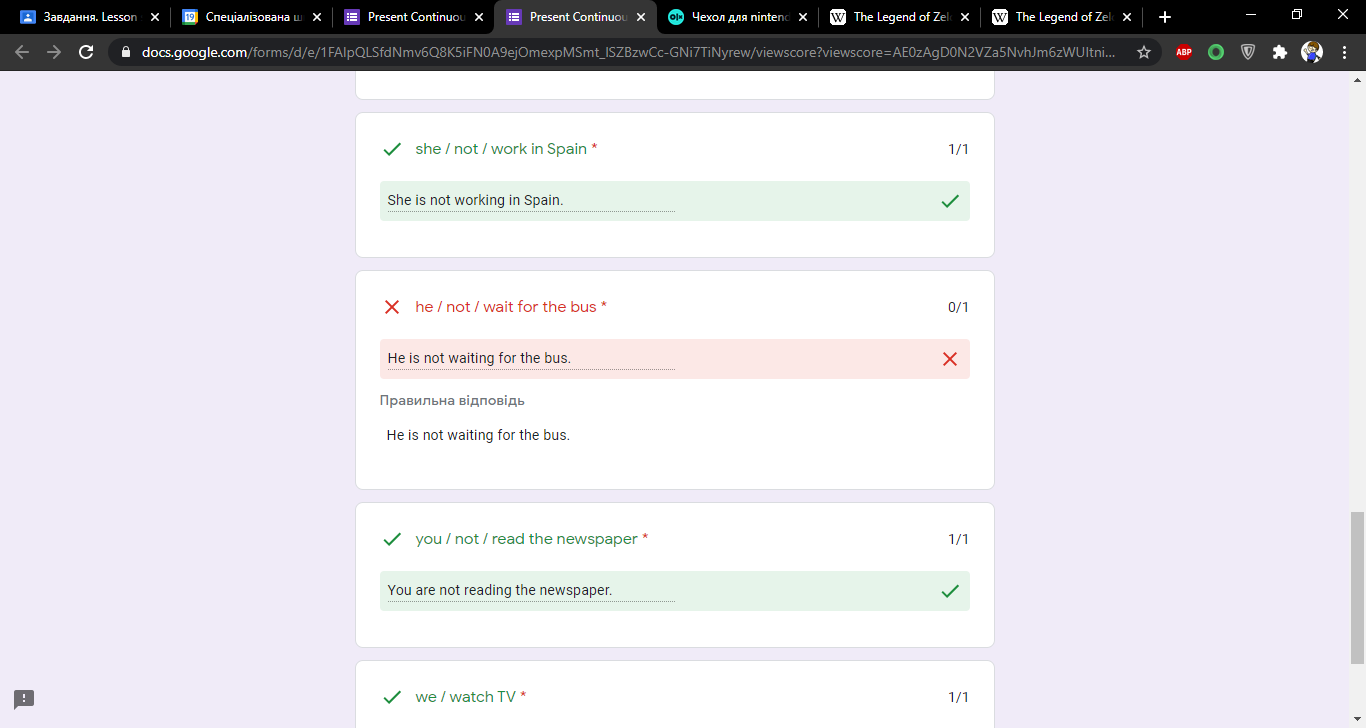 Завдання. Lesson
Спеціалізована ш
Present Continuou
Present Continuou
Чехол для nintend
The Legend of Zel
The Legend of Zel
docs.google.com/forms/d/e/1FAIpQLSfdNmv6Q8K5iFN0A9ejOmexpMSmt_lSZBzwCc-GNi7TiNyrew/viewscore?viewscore=AE0zAgD0N2VZa5NvhJm6zWUItni...
ABP
she / not / work in Spain *
1/1
She is not working in Spain.
he / not / wait for the bus *
0/1
He is not waiting for the bus.
Правильна відповідь
He is not waiting for the bus.
you / not / read the newspaper *
1/1
You are not reading the newspaper.
we / watch TV *
1/1